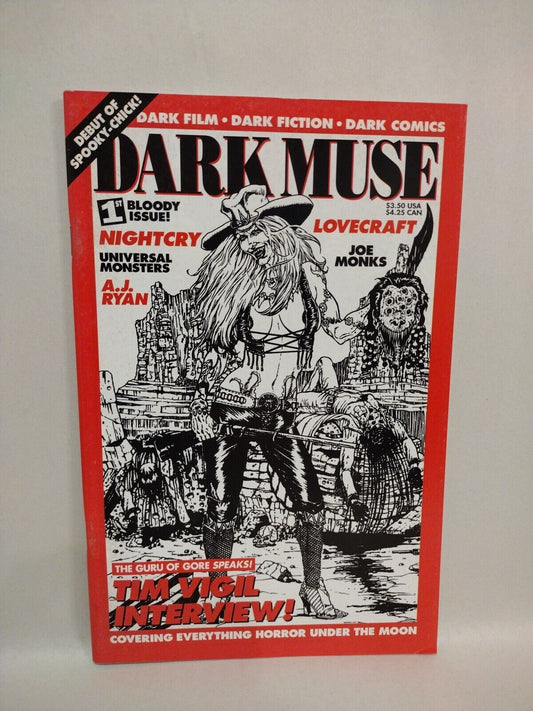 DEBUT OF
SPOOKY-CHICK!
DARK FILM • DARK FICTION • DARK COMICS
DARK MUSE
$3.50 USA
$4.25 CAN
1ST BLOODY
ISSUE!
NIGHTCRY
LOVECRAFT
UNIVERSAL
MONSTERS
JOE
MONKS
A.J.
RYAN
THE GURU OF GORE SPEAKS!
TIM VIGIL
INTERVIEW!
COVERING EVERYTHING HORROR UNDER THE MOON